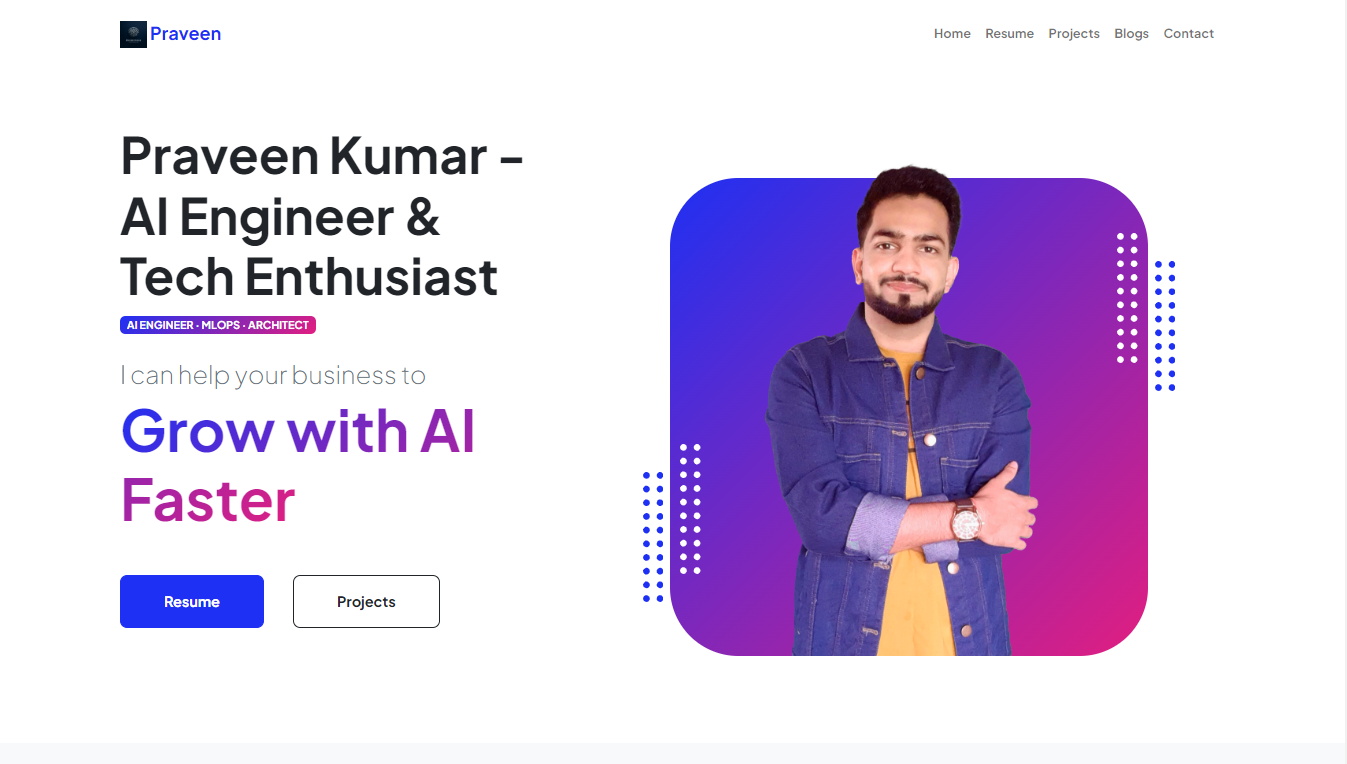 Praveen
Home Resume Projects Blogs Contact
Praveen Kumar -
AI Engineer &
Tech Enthusiast
AI ENGINEER · MLOPS · ARCHITECT
I can help your business to
Grow with AI
Faster
Resume
Projects